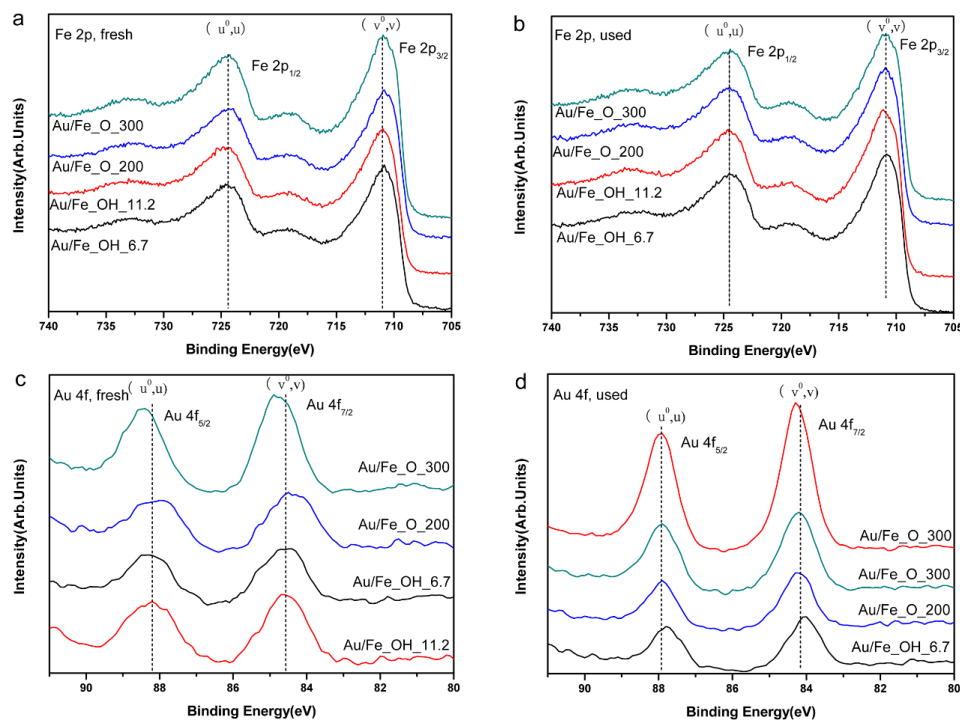 a
Fe 2p, fresh
( u⁰,u)
( v⁰,v)
Fe 2p₁/₂
Fe 2p₃/₂
Au/Fe_O_300
Au/Fe_O_200
Au/Fe_OH_11.2
Au/Fe_OH_6.7
Intensity(Arb.Units)
740 735 730 725 720 715 710 705
Binding Energy(eV)
b
Fe 2p, used
( u⁰,u)
( v⁰,v)
Fe 2p₁/₂
Fe 2p₃/₂
Au/Fe_O_300
Au/Fe_O_200
Au/Fe_OH_11.2
Au/Fe_OH_6.7
Intensity(Arb.Units)
740 735 730 725 720 715 710 705
Binding Energy(eV)
c
Au 4f, fresh
( u⁰,u)
( v⁰,v)
Au 4f₅/₂
Au 4f₇/₂
Au/Fe_O_300
Au/Fe_O_200
Au/Fe_OH_6.7
Au/Fe_OH_11.2
Intensity(Arb.Units)
90 88 86 84 82 80
Binding Energy(eV)
d
Au 4f, used
( u⁰,u)
( v⁰,v)
Au 4f₅/₂
Au 4f₇/₂
Au/Fe_O_300
Au/Fe_O_300
Au/Fe_O_200
Au/Fe_OH_6.7
Intensity(Arb.Units)
90 88 86 84 82 80
Binding Energy(eV)